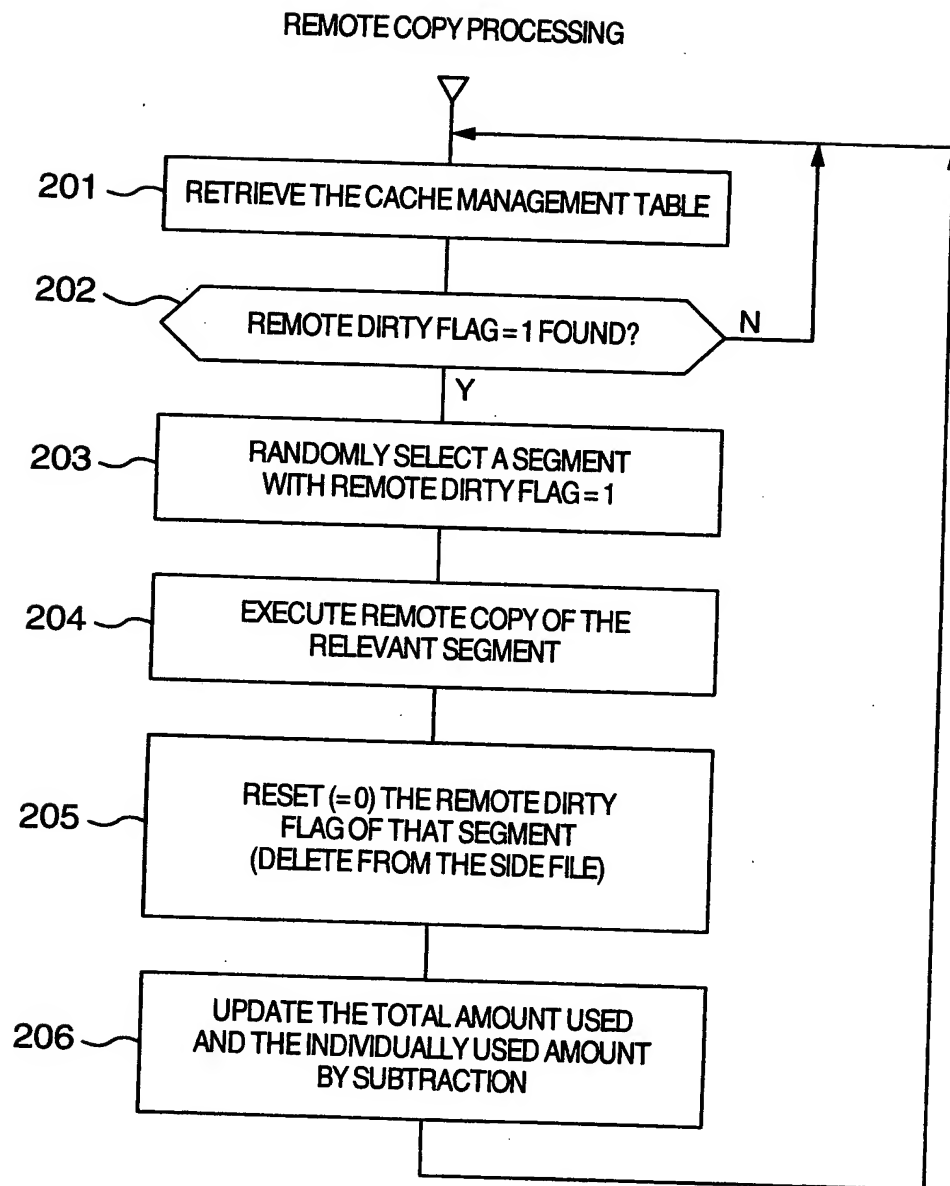 REMOTE COPY PROCESSING
201
RETRIEVE THE CACHE MANAGEMENT TABLE
202
REMOTE DIRTY FLAG = 1 FOUND?
N
Y
203
RANDOMLY SELECT A SEGMENT
WITH REMOTE DIRTY FLAG = 1
204
EXECUTE REMOTE COPY OF THE
RELEVANT SEGMENT
205
RESET (= 0) THE REMOTE DIRTY
FLAG OF THAT SEGMENT
(DELETE FROM THE SIDE FILE)
206
UPDATE THE TOTAL AMOUNT USED
AND THE INDIVIDUALLY USED AMOUNT
BY SUBTRACTION